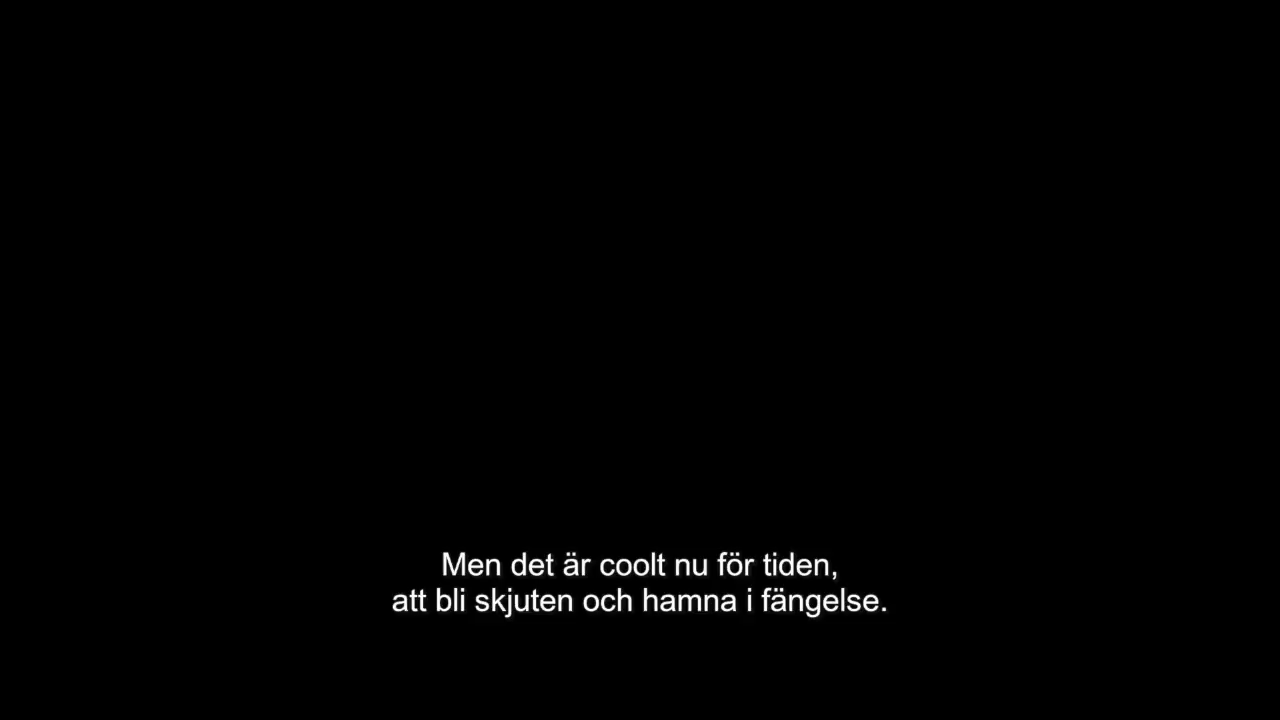 Men det är coolt nu för tiden,
att bli skjuten och hamna i fängelse.